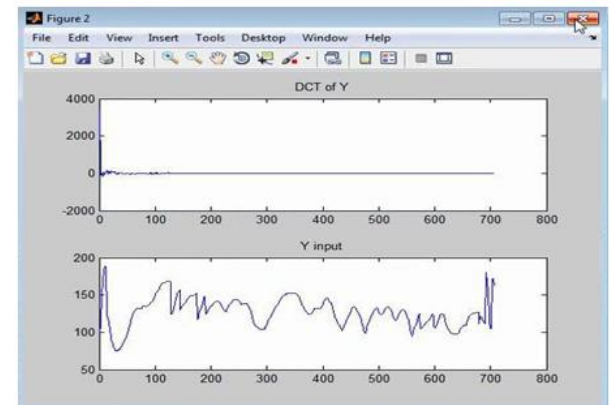 Figure 2
File Edit View Insert Tools Desktop Window Help
DCT of Y
4000
2000
0
-2000
0 100 200 300 400 500 600 700 800
Y input
200
150
100
50
0 100 200 300 400 500 600 700 800